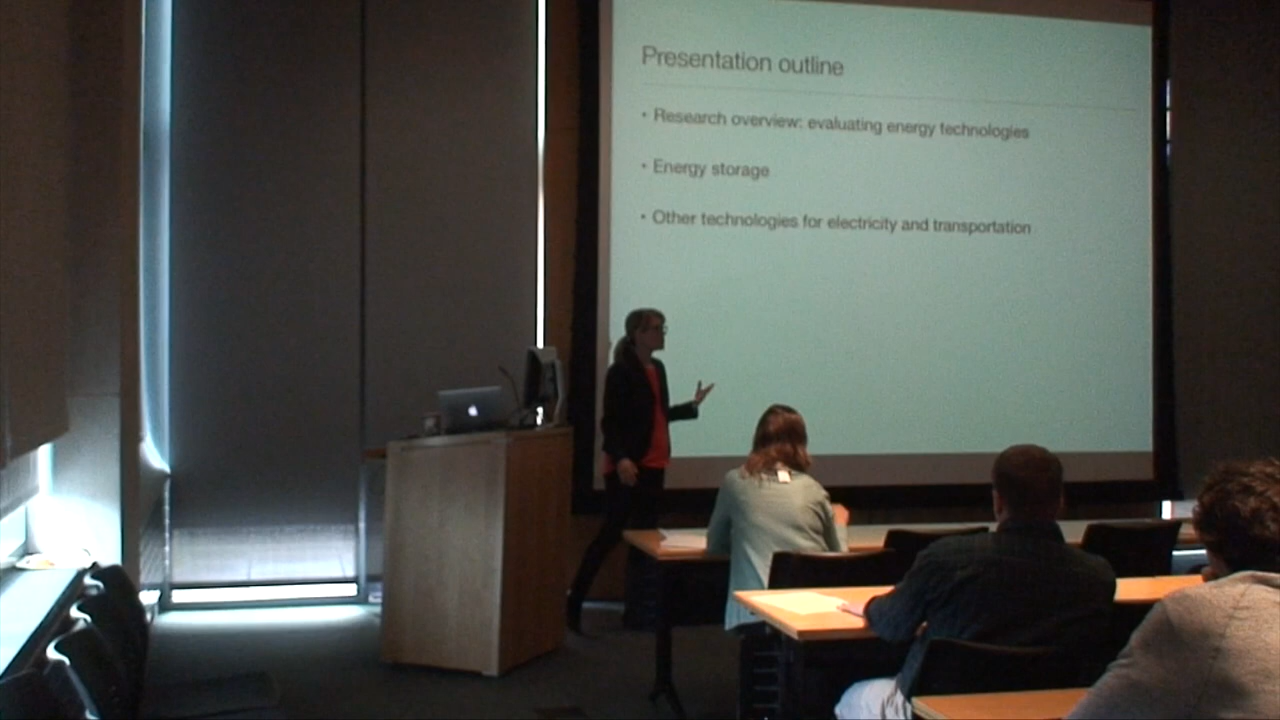 Presentation outline
• Research overview: evaluating energy technologies
• Energy storage
• Other technologies for electricity and transportation